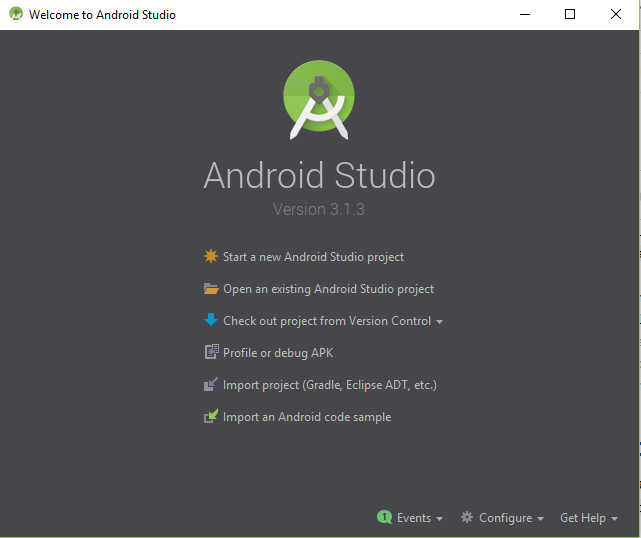 Welcome to Android Studio
Android Studio
Version 3.1.3
Start a new Android Studio project
Open an existing Android Studio project
Check out project from Version Control
Profile or debug APK
Import project (Gradle, Eclipse ADT, etc.)
Import an Android code sample
1 Events Configure Get Help